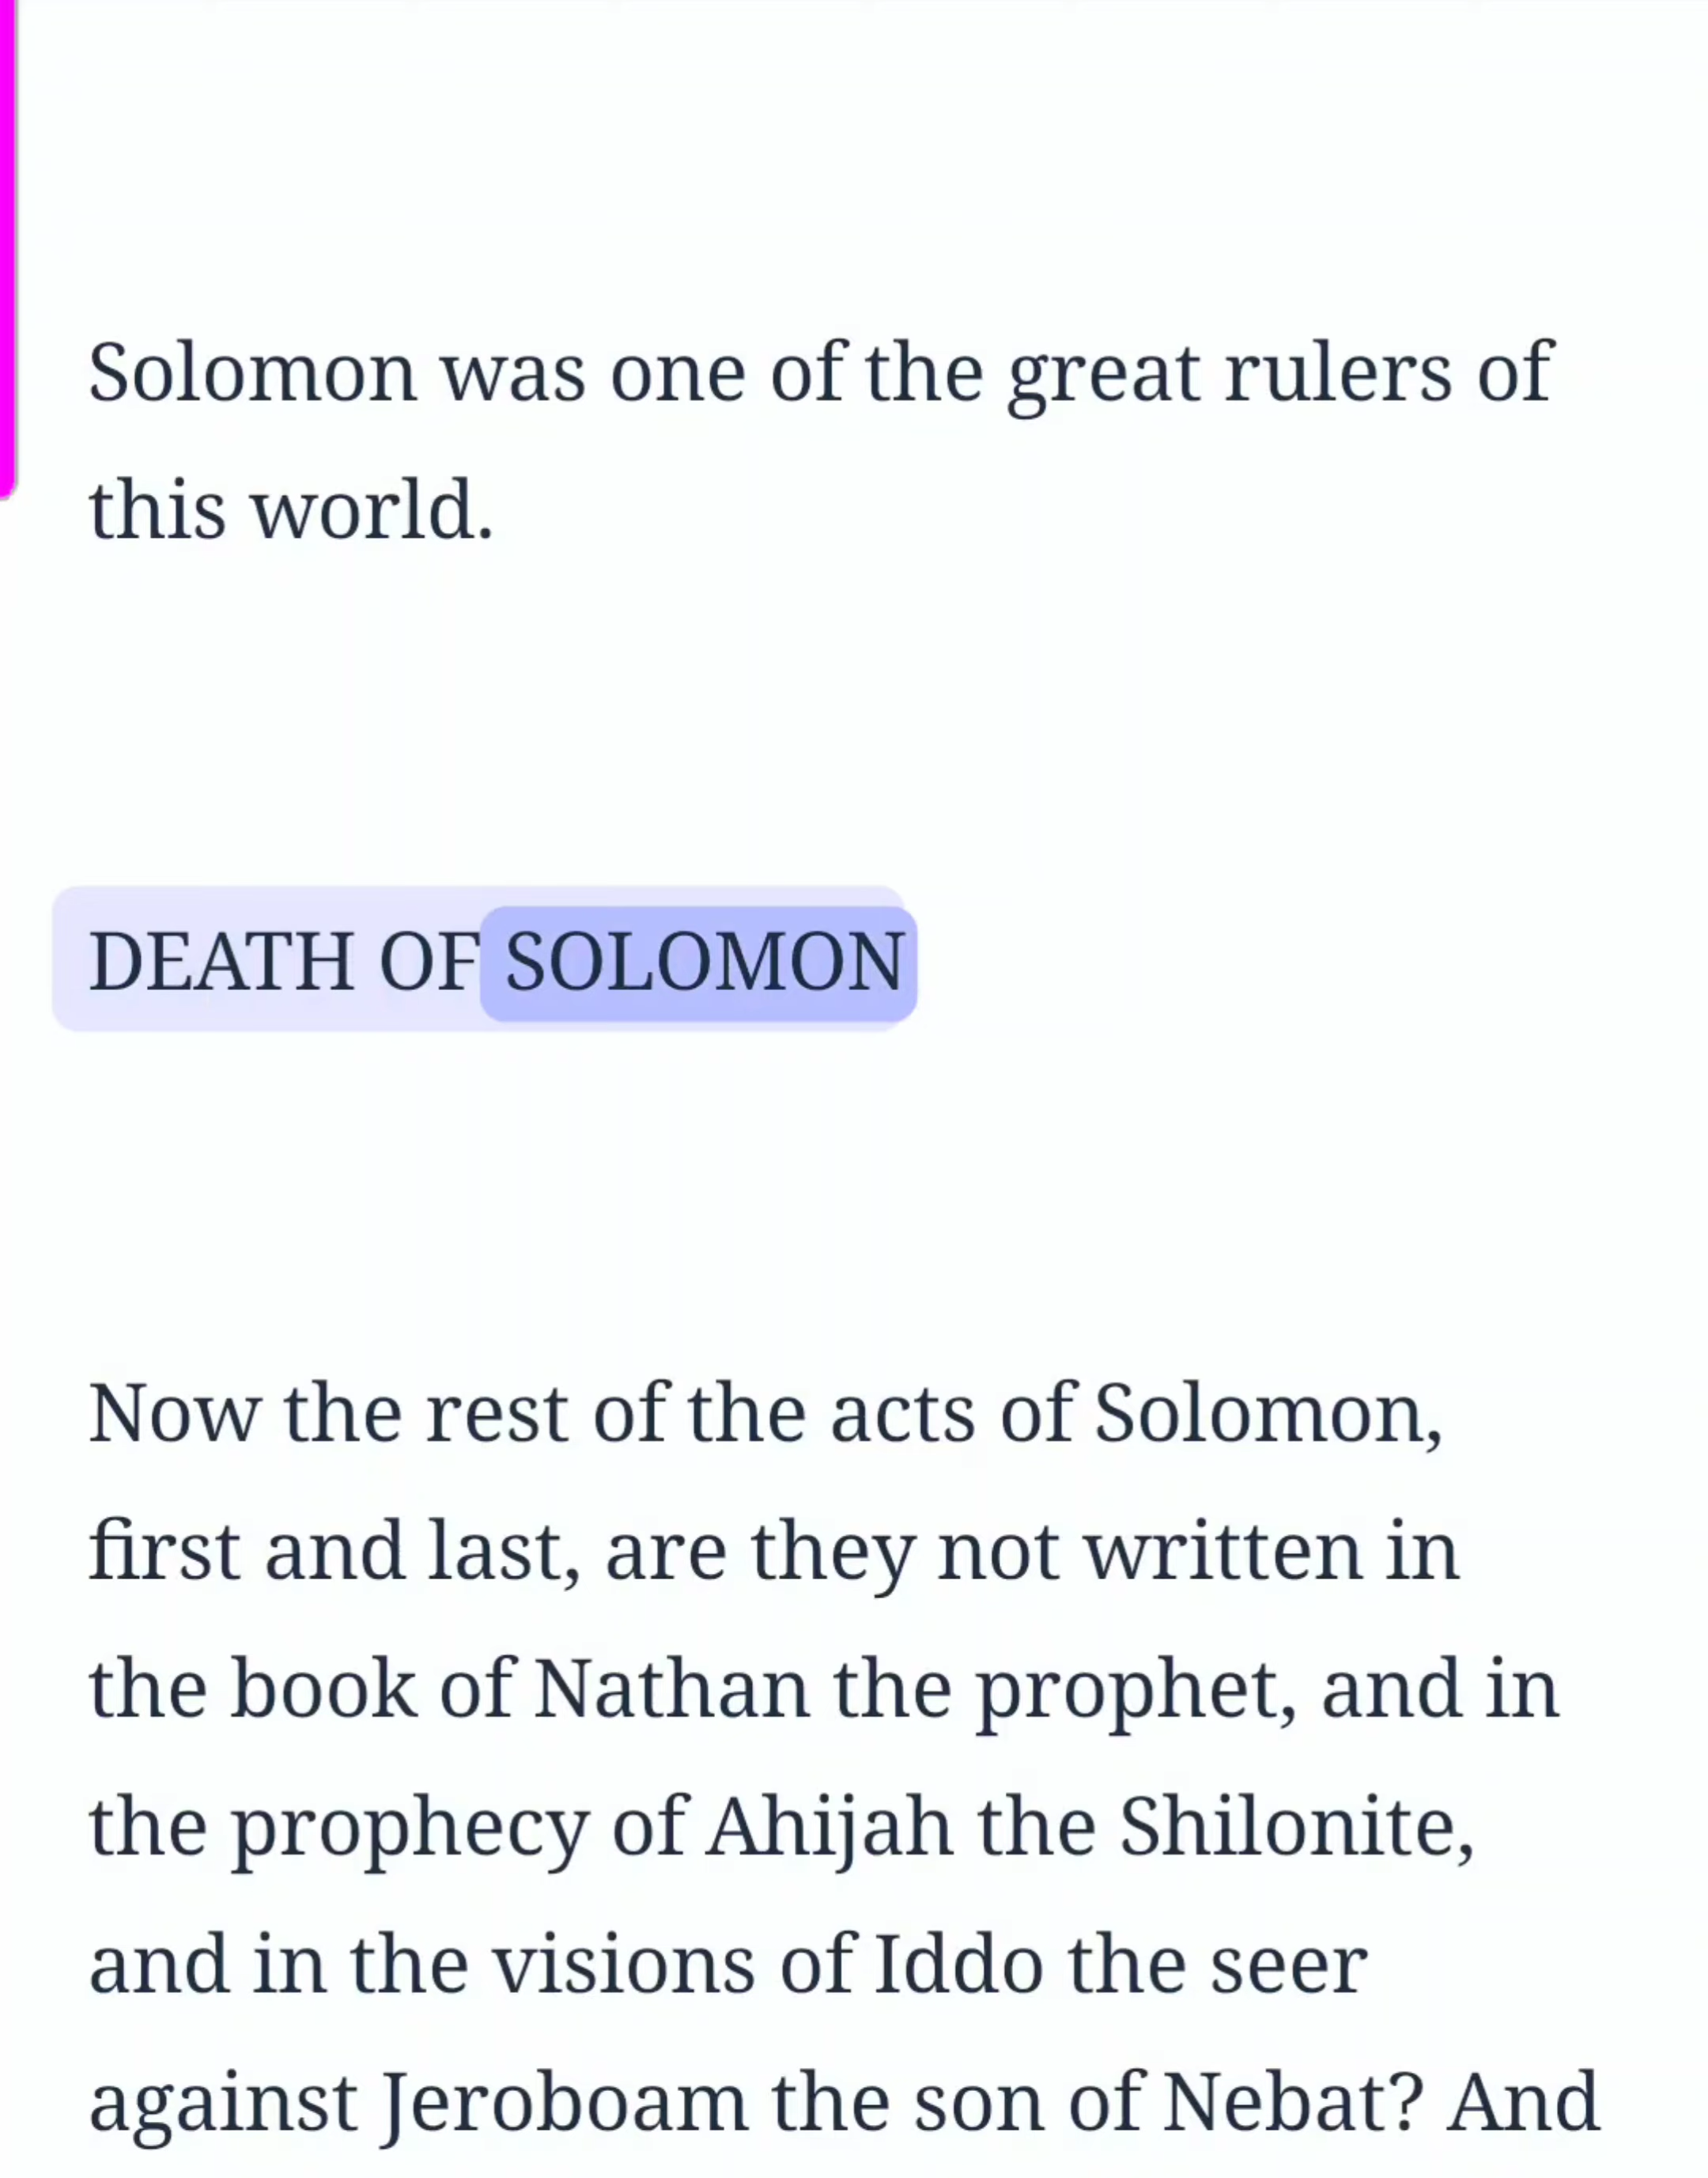 Solomon was one of the great rulers of
this world.
DEATH OF SOLOMON
Now the rest of the acts of Solomon,
first and last, are they not written in
the book of Nathan the prophet, and in
the prophecy of Ahijah the Shilonite,
and in the visions of Iddo the seer
against Jeroboam the son of Nebat? And